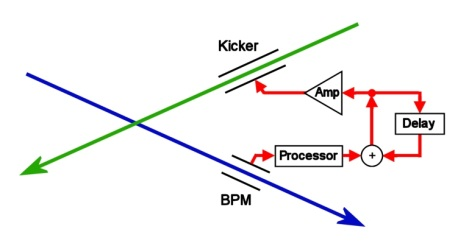 Kicker
Amp
Delay
Processor
+
BPM